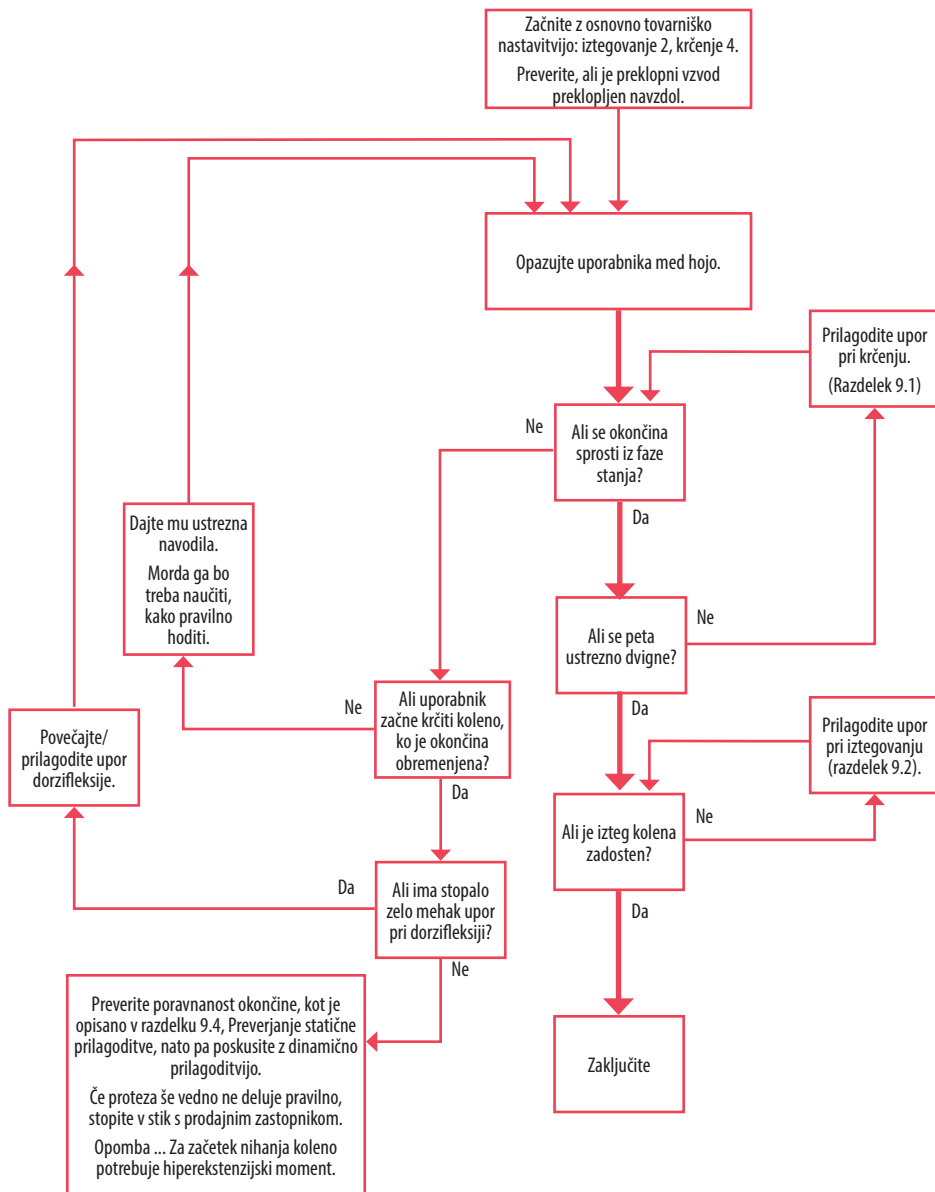 Začnite z osnovno tovarniško
nastavitvijo: iztegovanje 2, krčenje 4.
Preverite, ali je preklopni vzvod
preklopljen navzdol.
Opazujte uporabnika med hojo.
Prilagodite upor
pri krčenju.
(Razdelek 9.1)
Ne
Ali se okončina
sprosti iz faze
stanja?
Da
Dajte mu ustrezna
navodila.
Morda ga bo
treba naučiti,
kako pravilno
hoditi.
Ali se peta
ustrezno dvigne?
Ne
Da
Ne
Ali uporabnik
začne krčiti koleno,
ko je okončina
obremenjena?
Da
Povečajte/
prilagodite upor
dorzifleksije.
Prilagodite upor
pri iztegovanju
(razdelek 9.2).
Ali je izteg kolena
zadosten?
Ne
Da
Da
Ali ima stopalo
zelo mehak upor
pri dorzifleksiji?
Ne
Preverite poravnanost okončine, kot je
opisano v razdelku 9.4, Preverjanje statične
prilagoditve, nato pa poskusite z dinamično
prilagoditvijo.
Če proteza še vedno ne deluje pravilno,
stopite v stik s prodajnim zastopnikom.
Opomba ... Za začetek nihanja koleno
potrebuje hiperekstenzijski moment.
Zaključite